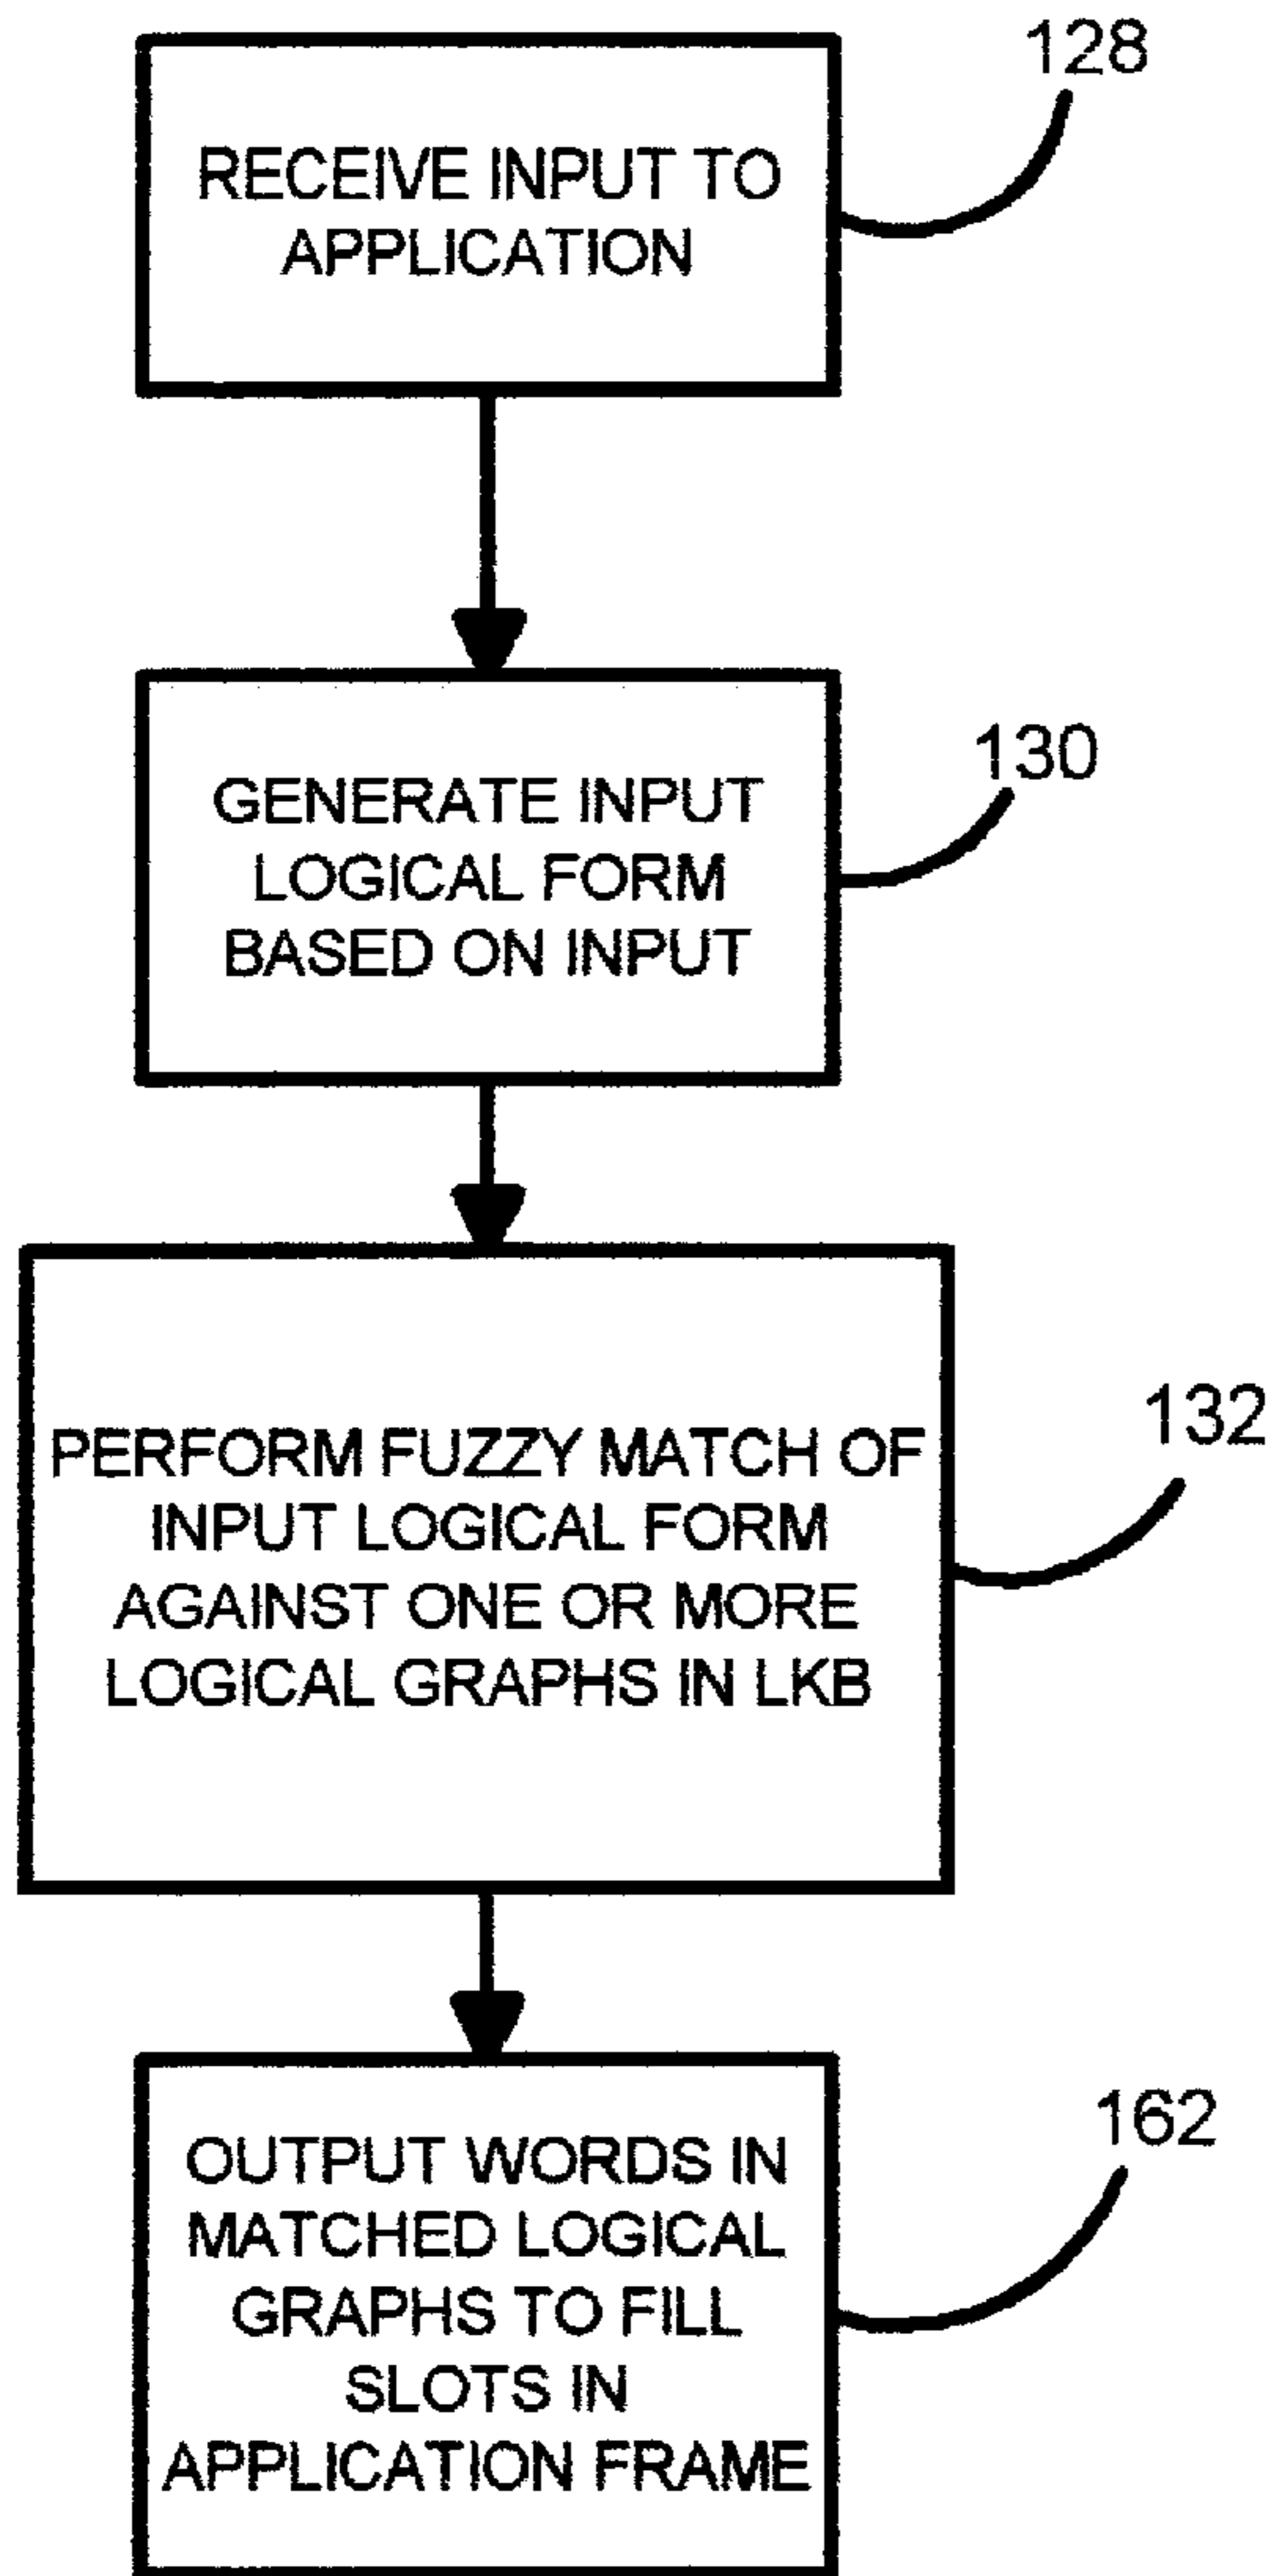 128
RECEIVE INPUT TO
APPLICATION
130
GENERATE INPUT
LOGICAL FORM
BASED ON INPUT
132
PERFORM FUZZY MATCH OF
INPUT LOGICAL FORM
AGAINST ONE OR MORE
LOGICAL GRAPHS IN LKB
162
OUTPUT WORDS IN
MATCHED LOGICAL
GRAPHS TO FILL
SLOTS IN
APPLICATION FRAME